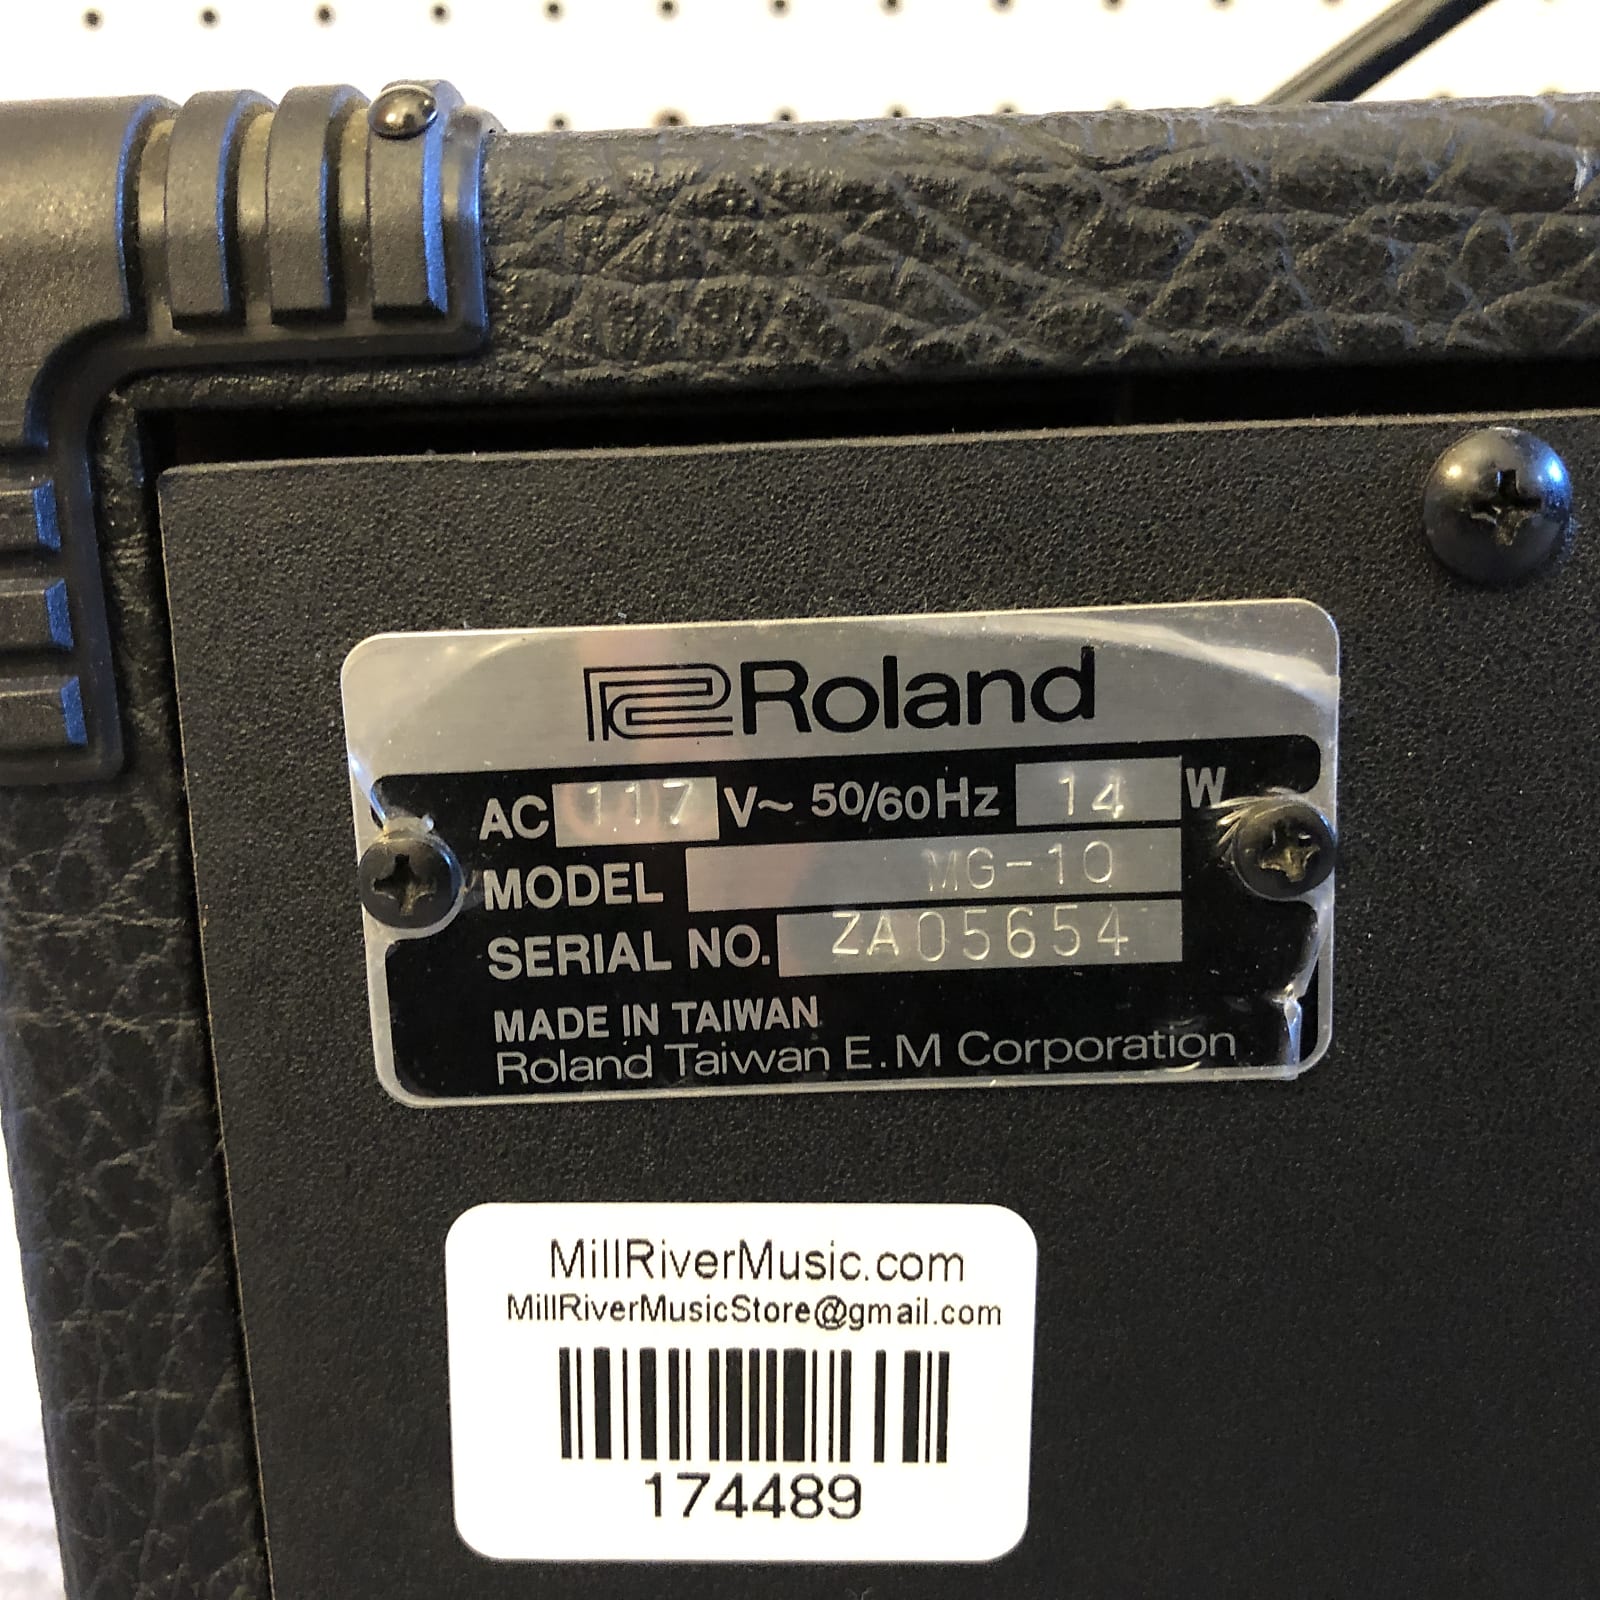 Roland
AC 117 V~ 50/60Hz 14 W
MODEL MG-10
SERIAL NO. ZA05654
MADE IN TAIWAN
Roland Taiwan E.M Corporation
MillRiverMusic.com
MillRiverMusicStore@gmail.com
174489